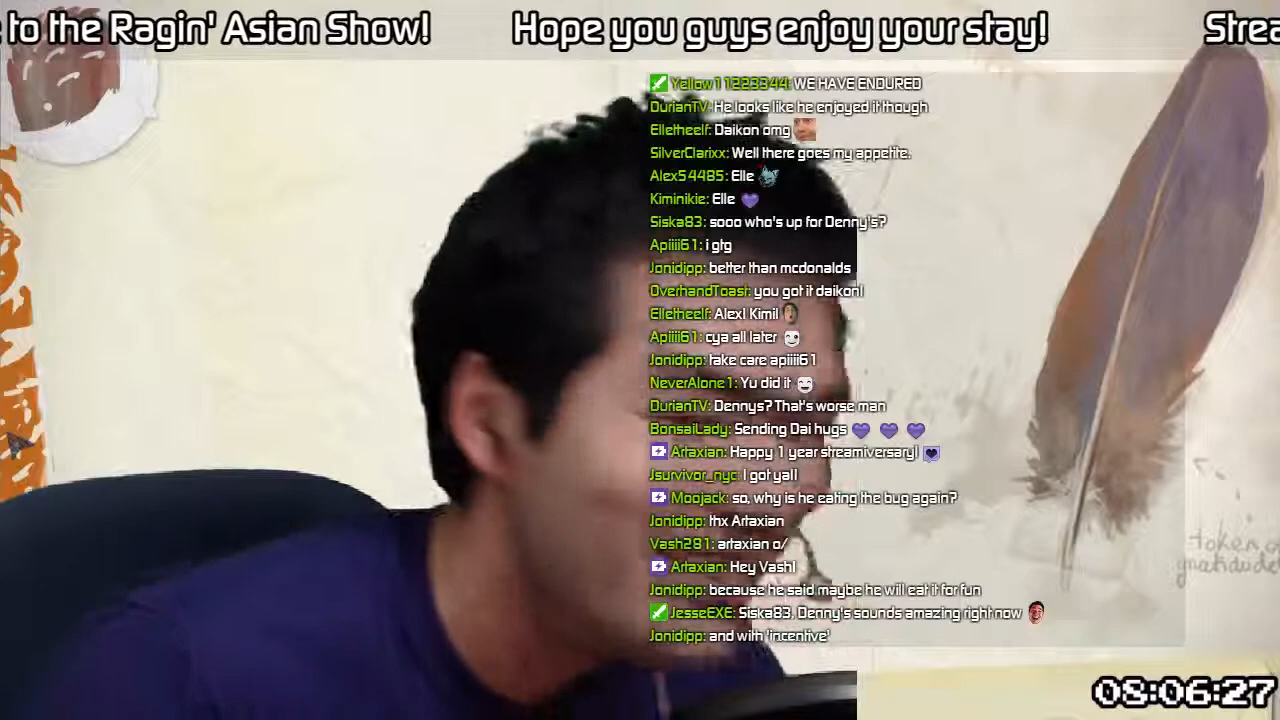 to the Ragin' Asian Show! Hope you guys enjoy your stay! Strea
Yellow11223344: WE HAVE ENDURED
DurianTV: He looks like he enjoyed it though
Elletheelf: Daikon omg
SilverClarixx: Well there goes my appetite.
Alex54485: Elle
Kiminikie: Elle 💜
Siska83: sooo who's up for Denny's?
Apiiii61: i gtg
Jonidipp: better than mcdonalds
OverhandToast: you got it daikon!
Elletheelf: Alex! Kimi!
Apiiii61: cya all later
Jonidipp: take care apiiii61
NeverAlone1: Yu did it
DurianTV: Dennys? That's worse man
BonsaiLady: Sending Dai hugs 💜 💜 💜
Artaxian: Happy 1 year streamiversary!
Jsurvivor_nyc: I got yall
Moojack: so, why is he eating the bug again?
Jonidipp: thx Artaxian
Vash281: artaxian o/
Artaxian: Hey Vash!
Jonidipp: because he said maybe he will eat it for fun
JesseEXE: Siska83, Denny's sounds amazing right now
Jonidipp: and with 'incentive'
token
08:06:27